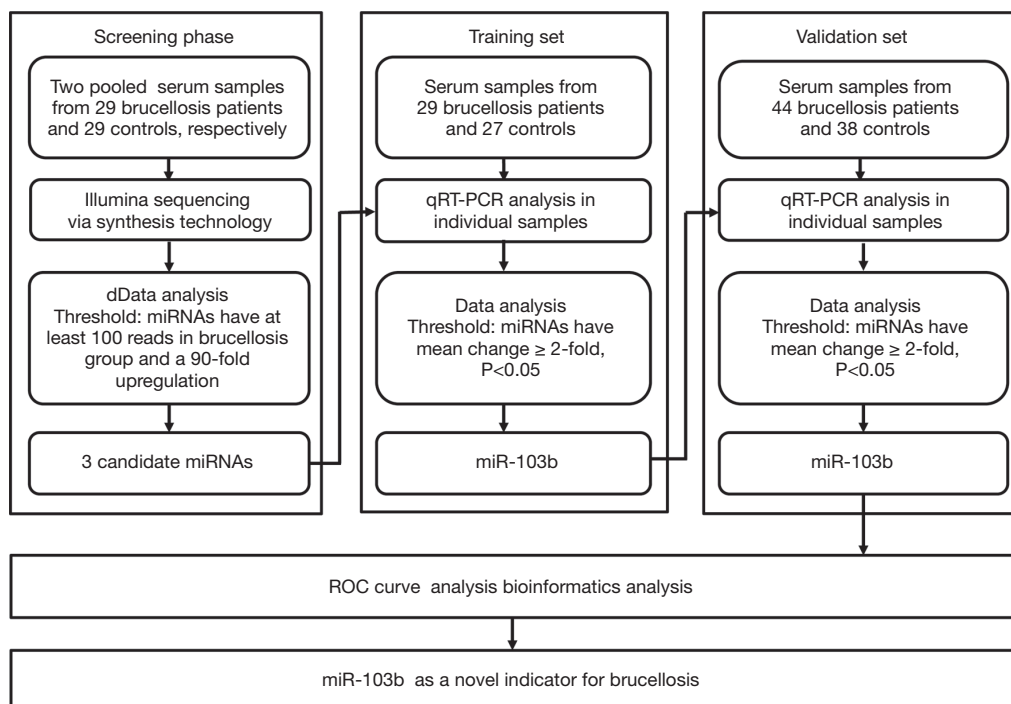 Screening phase
Two pooled serum samples
from 29 brucellosis patients
and 29 controls, respectively
Illumina sequencing
via synthesis technology
dData analysis
Threshold: miRNAs have at
least 100 reads in brucellosis
group and a 90-fold
upregulation
3 candidate miRNAs
Training set
Serum samples from
29 brucellosis patients
and 27 controls
qRT-PCR analysis in
individual samples
Data analysis
Threshold: miRNAs have
mean change ≥ 2-fold,
P<0.05
miR-103b
Validation set
Serum samples from
44 brucellosis patients
and 38 controls
qRT-PCR analysis in
individual samples
Data analysis
Threshold: miRNAs have
mean change ≥ 2-fold,
P<0.05
miR-103b
ROC curve analysis bioinformatics analysis
miR-103b as a novel indicator for brucellosis